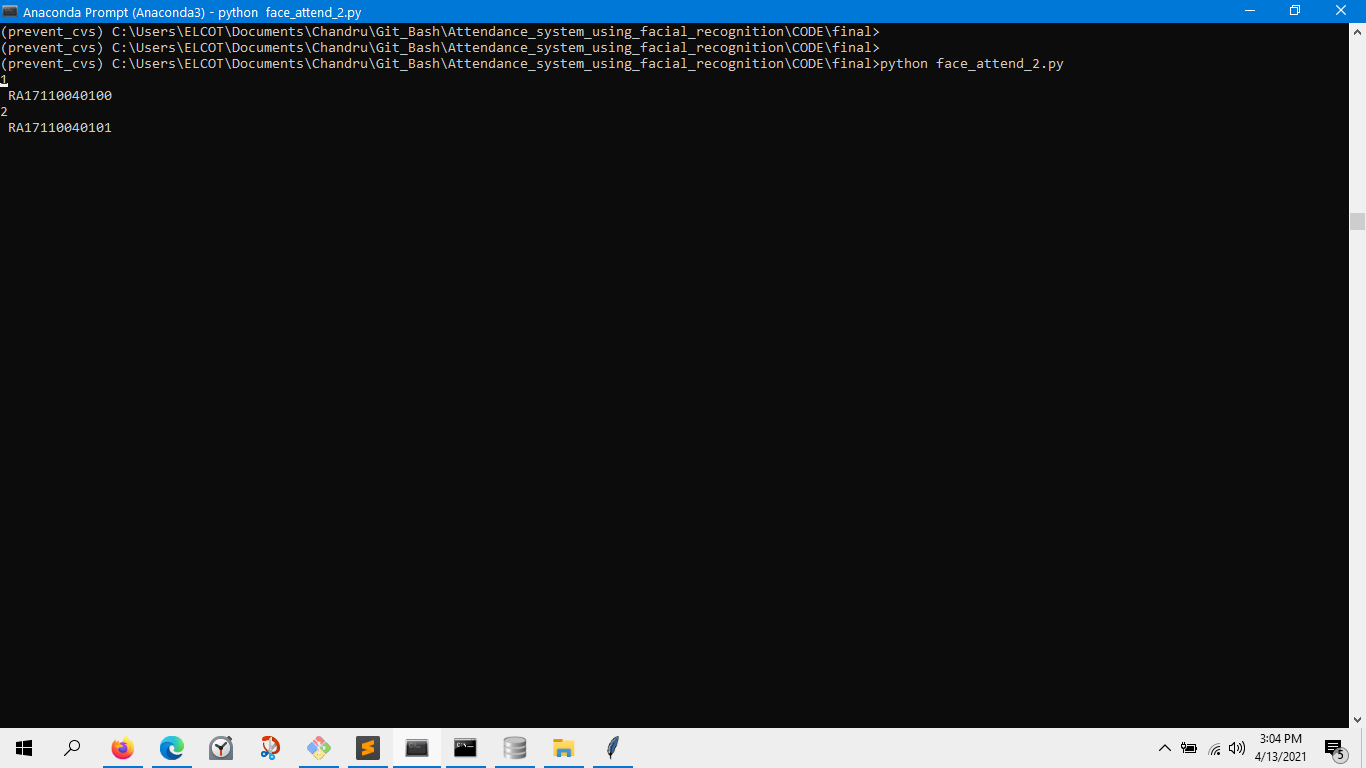 Anaconda Prompt (Anaconda3) - python  face_attend_2.py
(prevent_cvs) C:\Users\ELCOT\Documents\Chandru\Git_Bash\Attendance_system_using_facial_recognition\CODE\final>
(prevent_cvs) C:\Users\ELCOT\Documents\Chandru\Git_Bash\Attendance_system_using_facial_recognition\CODE\final>
(prevent_cvs) C:\Users\ELCOT\Documents\Chandru\Git_Bash\Attendance_system_using_facial_recognition\CODE\final>python face_attend_2.py
1
 RA17110040100
2
 RA17110040101
3:04 PM
4/13/2021
5